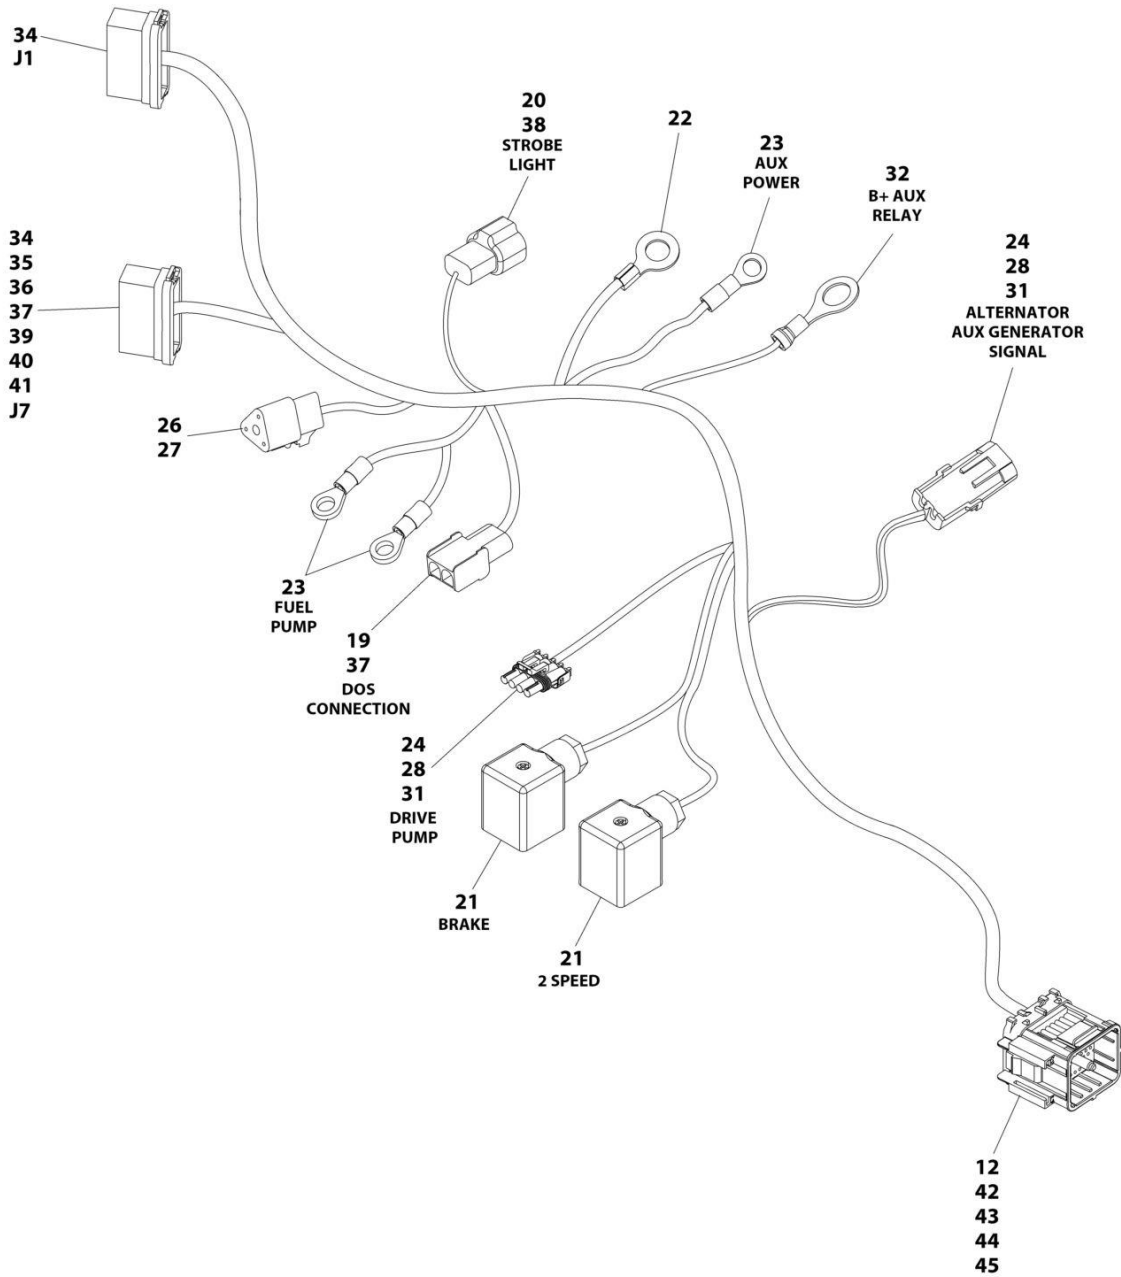 34
J1
20
38
STROBE
LIGHT
22
23
AUX
POWER
32
B+ AUX
RELAY
24
28
31
ALTERNATOR
AUX GENERATOR
SIGNAL
34
35
36
37
39
40
41
J7
26
27
23
FUEL
PUMP
19
37
DOS
CONNECTION
24
28
31
DRIVE
PUMP
21
BRAKE
21
2 SPEED
12
42
43
44
45